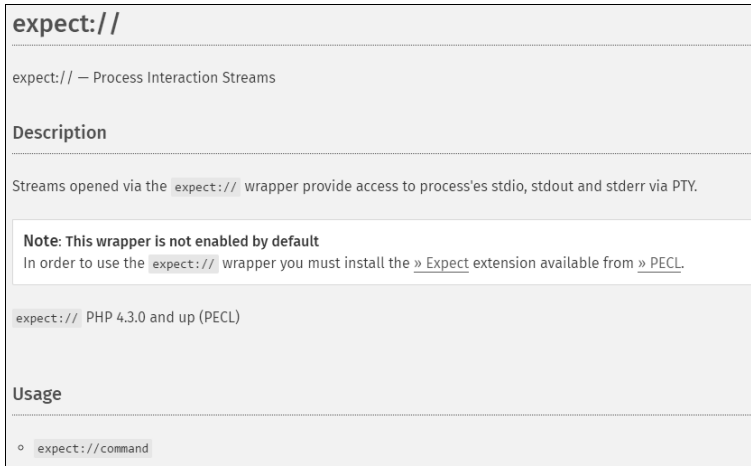 expect://
expect:// — Process Interaction Streams
Description
Streams opened via the expect:// wrapper provide access to process'es stdio, stdout and stderr via PTY.
Note: This wrapper is not enabled by default
In order to use the expect:// wrapper you must install the » Expect extension available from » PECL.
expect:// PHP 4.3.0 and up (PECL)
Usage
expect://command